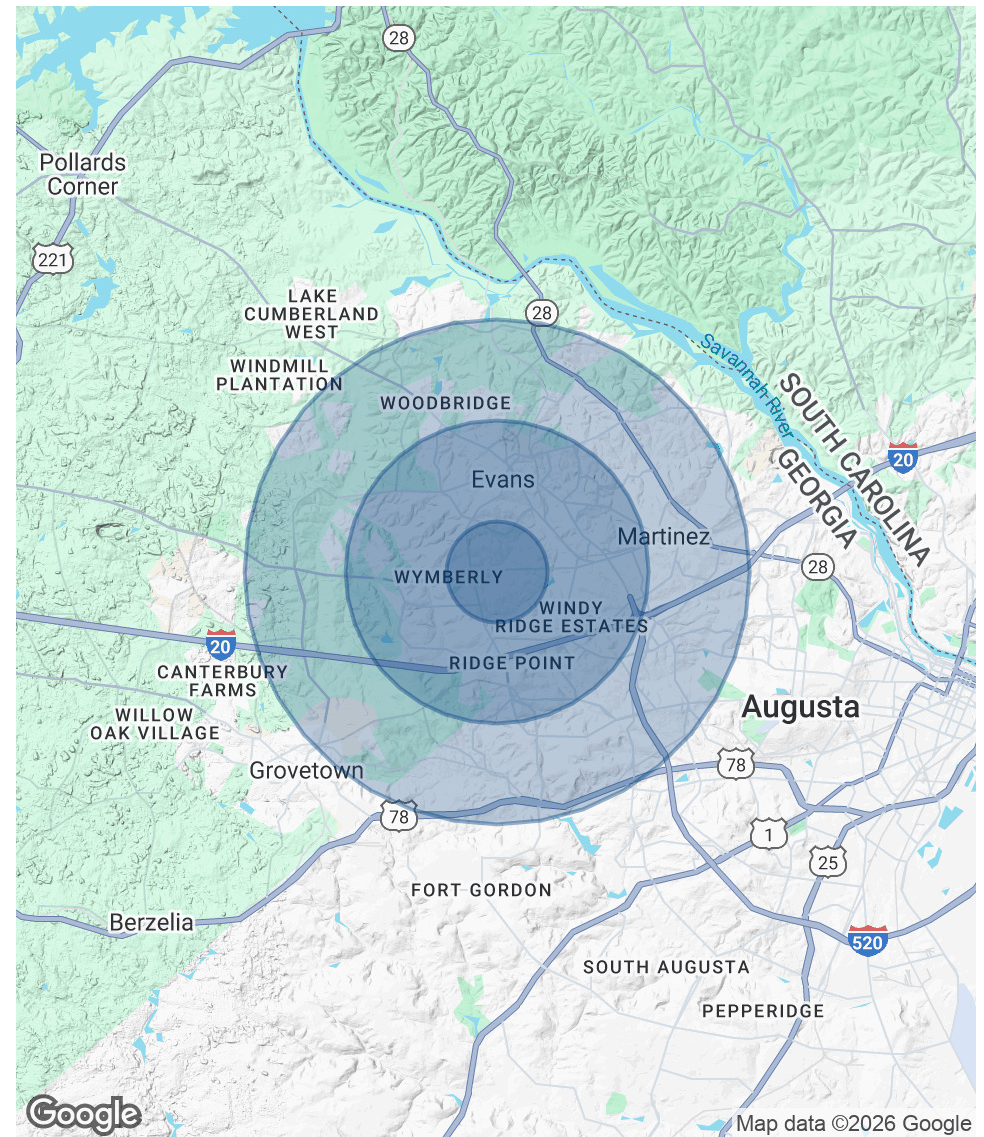 28
Pollards
Corner
221
LAKE
CUMBERLAND
WEST
28
WINDMILL
PLANTATION
Savannah River
SOUTH CAROLINA
GEORGIA
WOODBRIDGE
20
Evans
Martinez
28
WYMBERLY
WINDY
RIDGE ESTATES
20
RIDGE POINT
CANTERBURY
FARMS
WILLOW
OAK VILLAGE
Augusta
Grovetown
78
78
1
25
FORT GORDON
Berzelia
520
SOUTH AUGUSTA
PEPPERIDGE
Google
Map data ©2026 Google